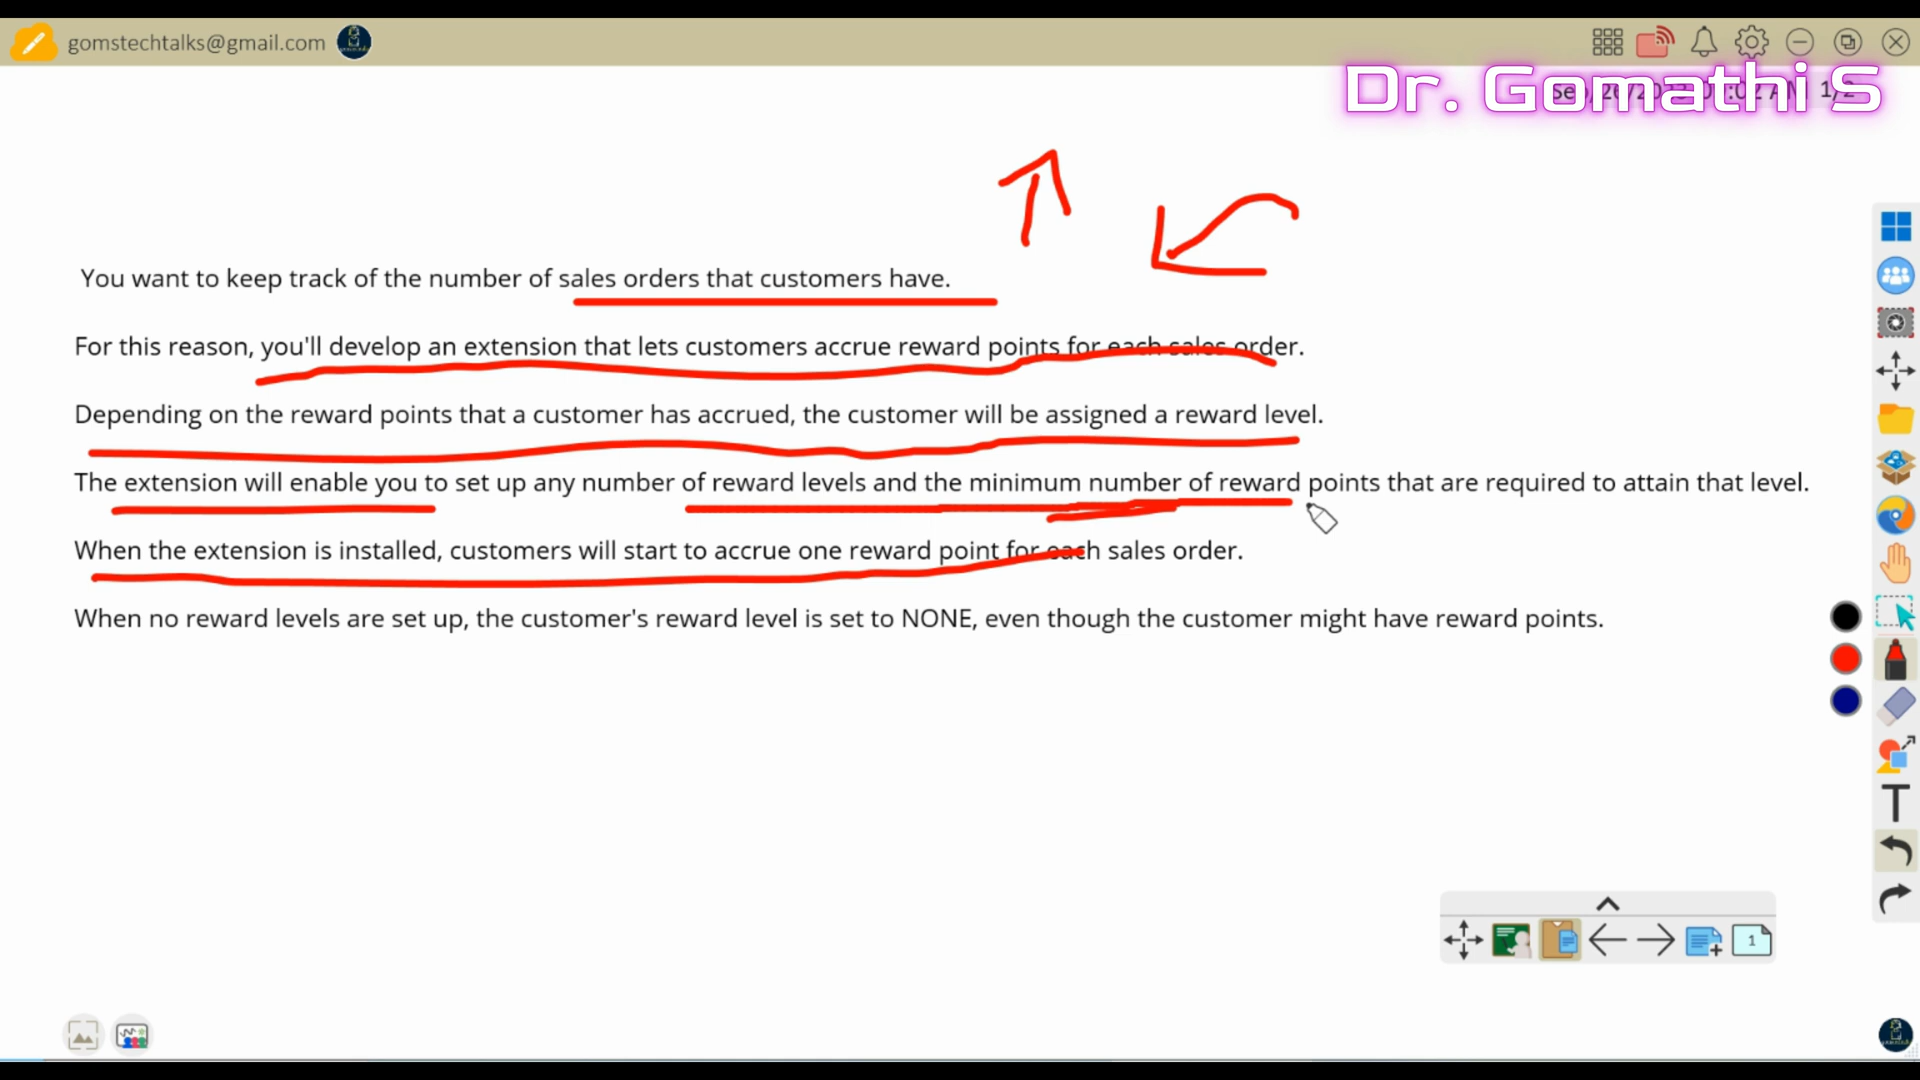 gomstechtalks@gmail.com
Dr. Gomathi S
1/2
You want to keep track of the number of sales orders that customers have.
For this reason, you'll develop an extension that lets customers accrue reward points for each sales order.
Depending on the reward points that a customer has accrued, the customer will be assigned a reward level.
The extension will enable you to set up any number of reward levels and the minimum number of reward points that are required to attain that level.
When the extension is installed, customers will start to accrue one reward point for each sales order.
When no reward levels are set up, the customer's reward level is set to NONE, even though the customer might have reward points.
T
1